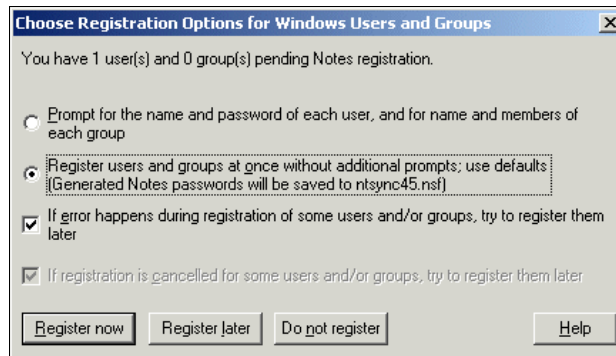 Choose Registration Options for Windows Users and Groups
You have 1 user(s) and 0 group(s) pending Notes registration.
Prompt for the name and password of each user, and for name and members of
each group
Register users and groups at once without additional prompts; use defaults
(Generated Notes passwords will be saved to ntsync45.nsf)
If error happens during registration of some users and/or groups, try to register them
later
If registration is cancelled for some users and/or groups, try to register them later
Register now
Register later
Do not register
Help